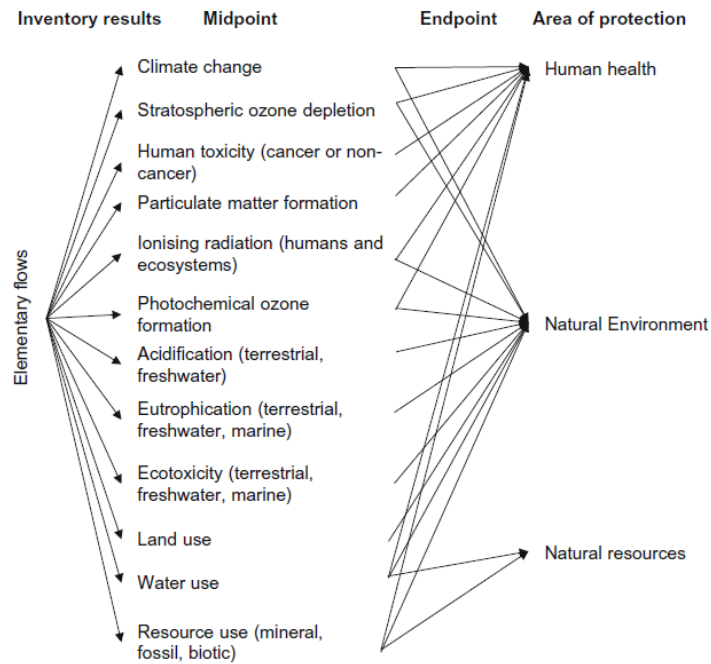 Inventory results Midpoint Endpoint Area of protection
Climate change
Human health
Stratospheric ozone depletion
Human toxicity (cancer or non-
cancer)
Particulate matter formation
Ionising radiation (humans and
ecosystems)
Elementary flows
Photochemical ozone
formation
Natural Environment
Acidification (terrestrial,
freshwater)
Eutrophication (terrestrial,
freshwater, marine)
Ecotoxicity (terrestrial,
freshwater, marine)
Land use
Natural resources
Water use
Resource use (mineral,
fossil, biotic)